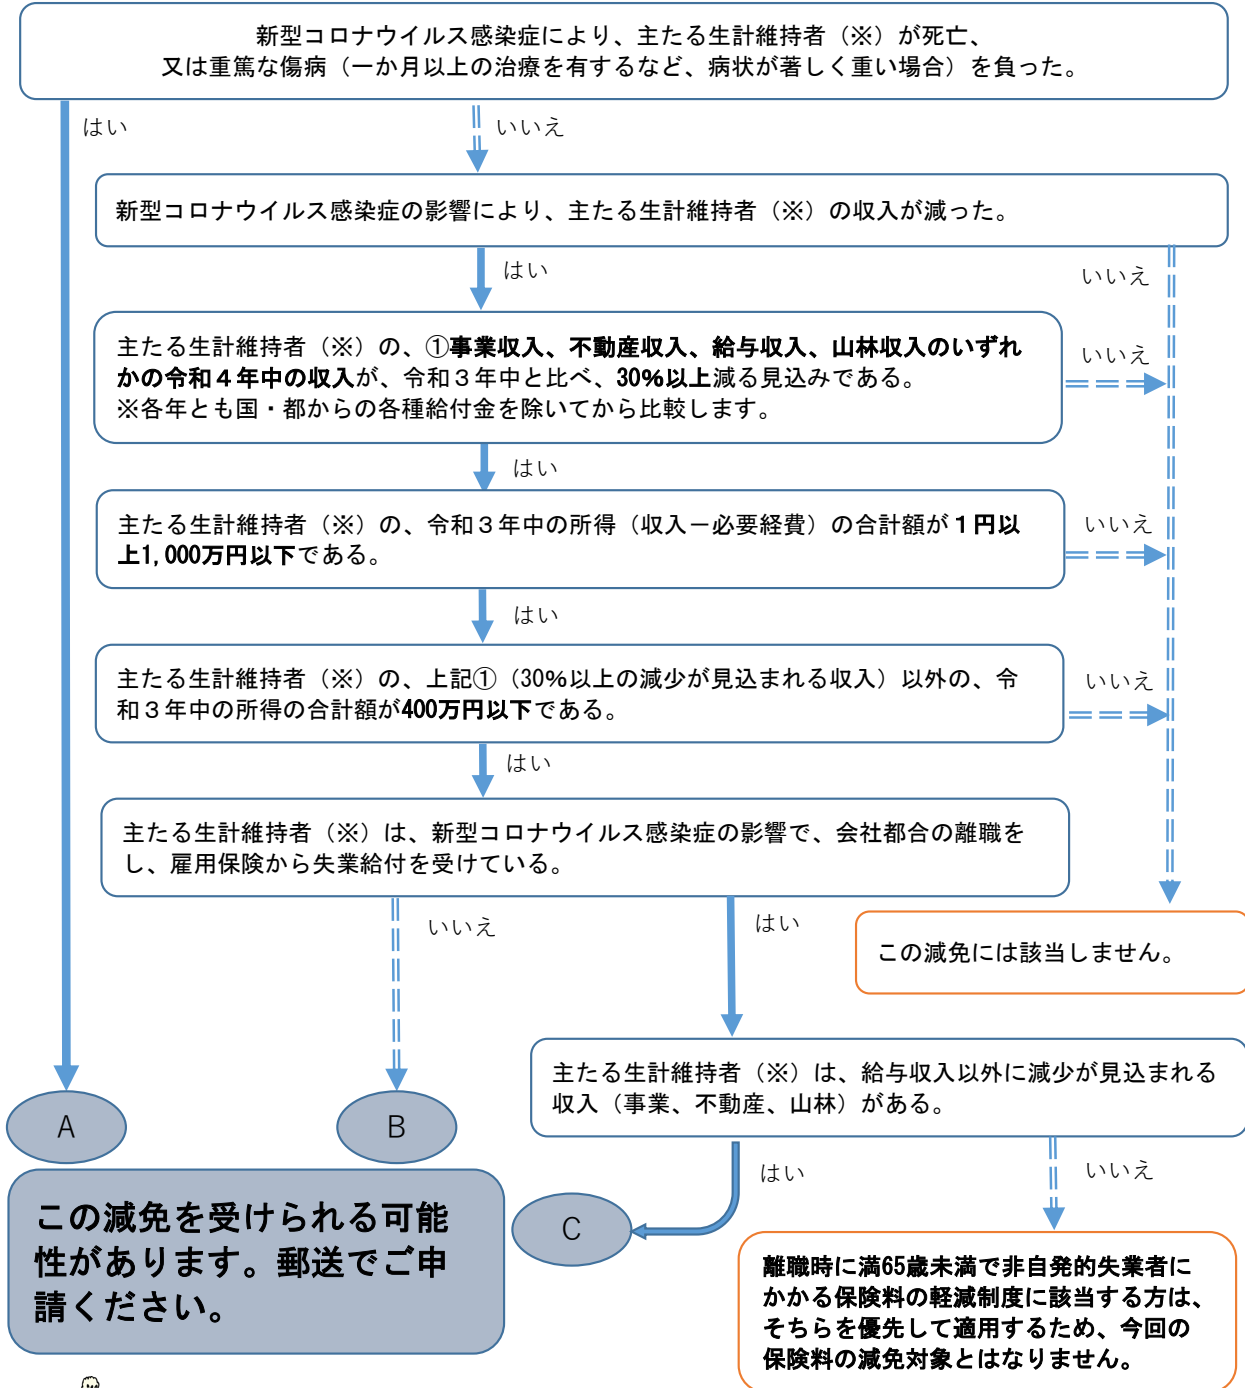 新型コロナウイルス感染症により、主たる生計維持者（※）が死亡、
又は重篤な傷病（一か月以上の治療を有するなど、病状が著しく重い場合）を負った。
はい
いいえ
新型コロナウイルス感染症の影響により、主たる生計維持者（※）の収入が減った。
はい
いいえ
主たる生計維持者（※）の、①事業収入、不動産収入、給与収入、山林収入のいずれ
かの令和４年中の収入が、令和３年中と比べ、30%以上減る見込みである。
※各年とも国・都からの各種給付金を除いてから比較します。
いいえ
はい
主たる生計維持者（※）の、令和３年中の所得（収入－必要経費）の合計額が１円以
上1,000万円以下である。
いいえ
はい
主たる生計維持者（※）の、上記①（30%以上の減少が見込まれる収入）以外の、令
和３年中の所得の合計額が400万円以下である。
いいえ
はい
主たる生計維持者（※）は、新型コロナウイルス感染症の影響で、会社都合の離職を
し、雇用保険から失業給付を受けている。
いいえ
はい
この減免には該当しません。
主たる生計維持者（※）は、給与収入以外に減少が見込まれる
収入（事業、不動産、山林）がある。
A
B
はい
いいえ
この減免を受けられる可能
性があります。郵送でご申
請ください。
C
離職時に満65歳未満で非自発的失業者に
かかる保険料の軽減制度に該当する方は、
そちらを優先して適用するため、今回の
保険料の減免対象とはなりません。